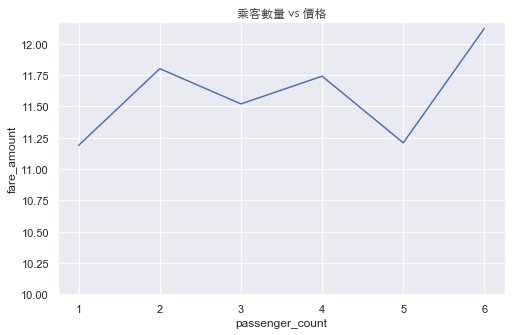 乘客數量 vs 價格
12.00
11.75
11.50
11.25
11.00
10.75
10.50
10.25
10.00
fare_amount
1 2 3 4 5 6
passenger_count